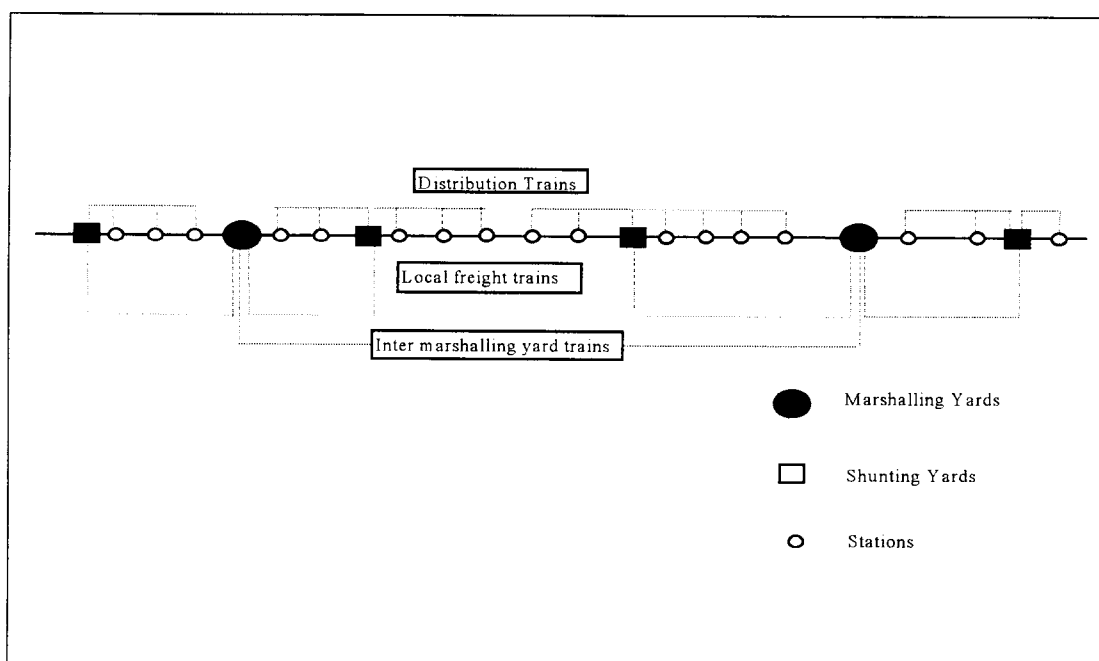 Distribution Trains
Local freight trains
Inter marshalling yard trains
Marshalling Yards
Shunting Yards
Stations